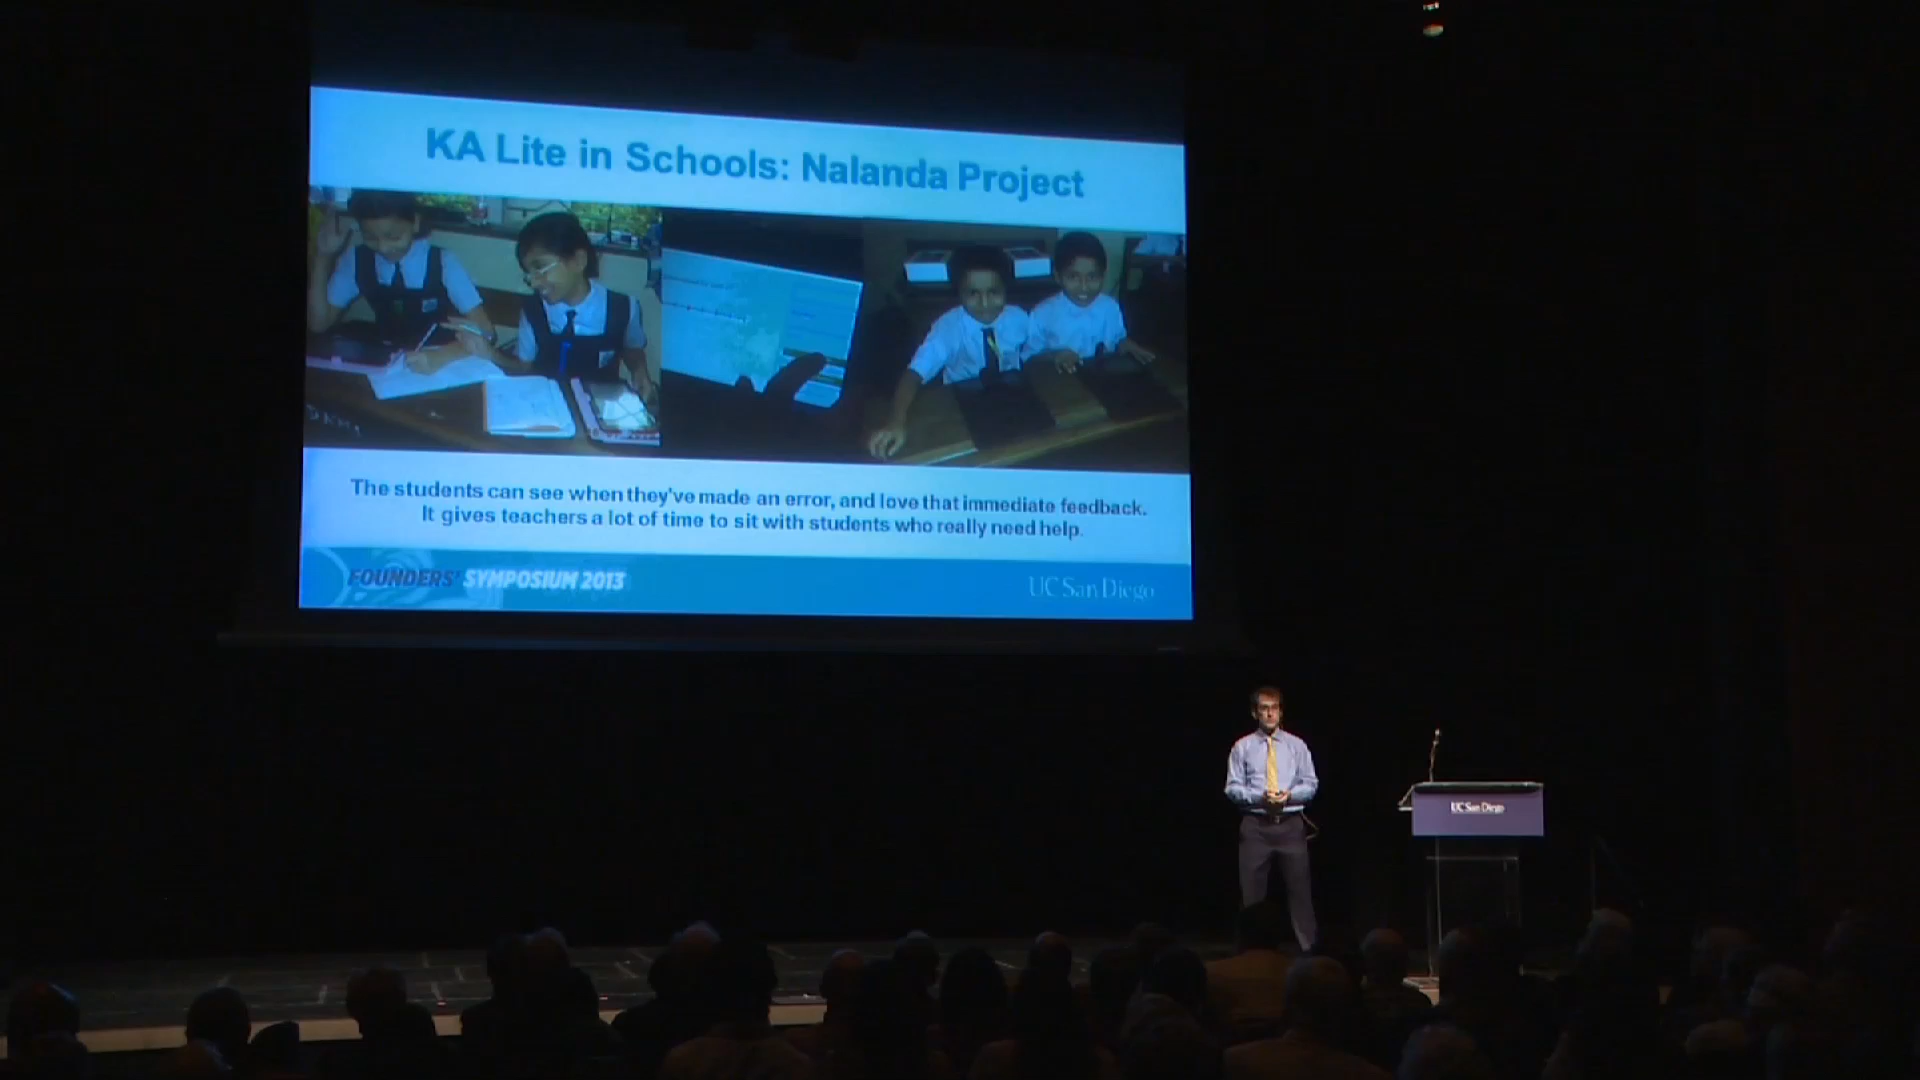 KA Lite in Schools: Nalanda Project
The students can see when they've made an error, and love that immediate feedback.
It gives teachers a lot of time to sit with students who really need help.
FOUNDERS' SYMPOSIUM 2013
UC San Diego
UC San Diego